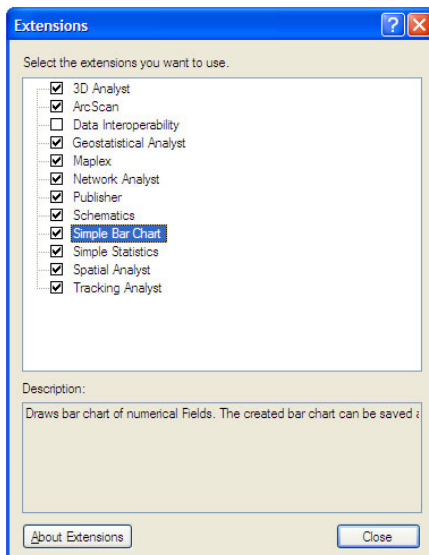 Extensions
Select the extensions you want to use.
3D Analyst
ArcScan
Data Interoperability
Geostatistical Analyst
Maplex
Network Analyst
Publisher
Schematics
Simple Bar Chart
Simple Statistics
Spatial Analyst
Tracking Analyst
Description:
Draws bar chart of numerical Fields. The created bar chart can be saved
About Extensions
Close